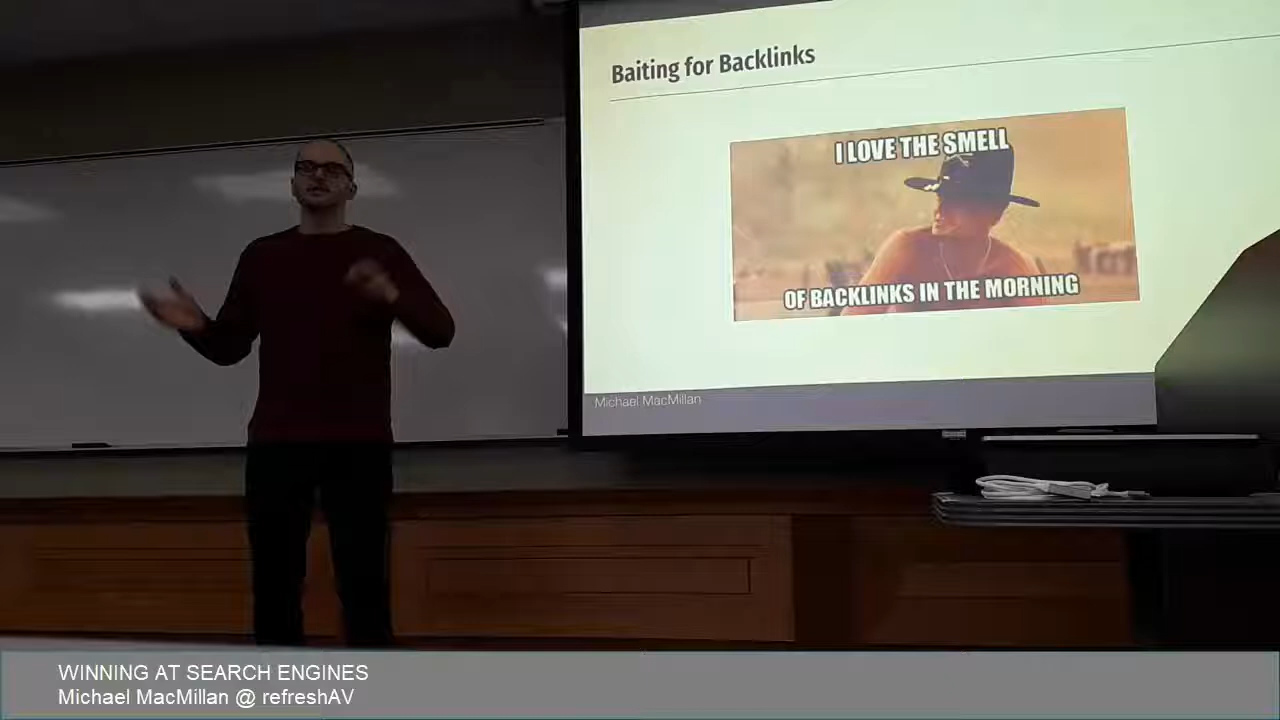 Baiting for Backlinks
I LOVE THE SMELL
OF BACKLINKS IN THE MORNING
Michael MacMillan
WINNING AT SEARCH ENGINES
Michael MacMillan @ refreshAV